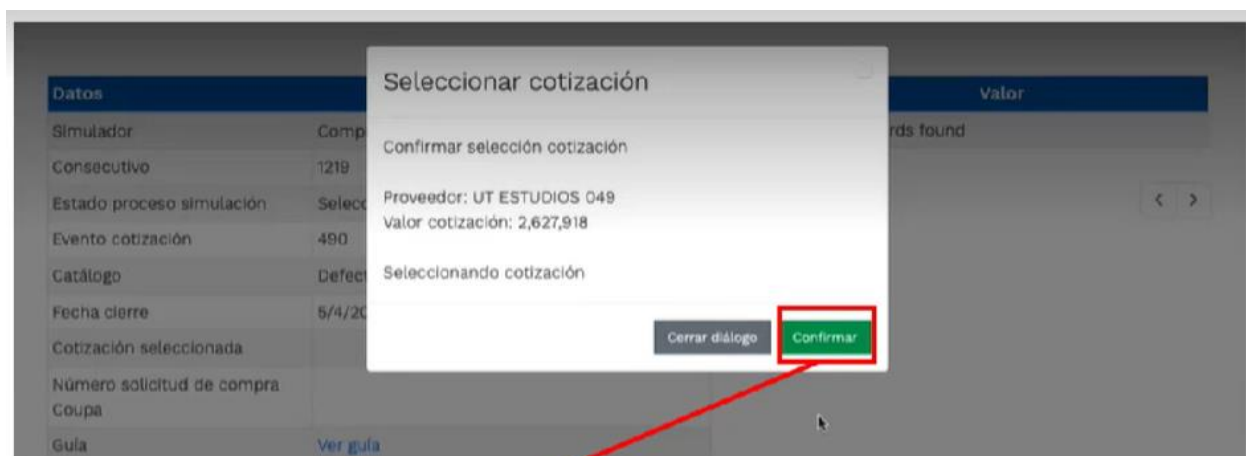 Seleccionar cotización
Confirmar selección cotización
Proveedor: UT ESTUDIOS 049
Valor cotización: 2,627,918
Seleccionando cotización
Cerrar diálogo Confirmar
Datos Valor
Simulador Comp rds found
Consecutivo 1219
Estado proceso simulación Selecc < >
Evento cotización 490
Catálogo Defect
Fecha cierre 5/4/20
Cotización seleccionada
Número solicitud de compra
Coupa
Guía Ver guía